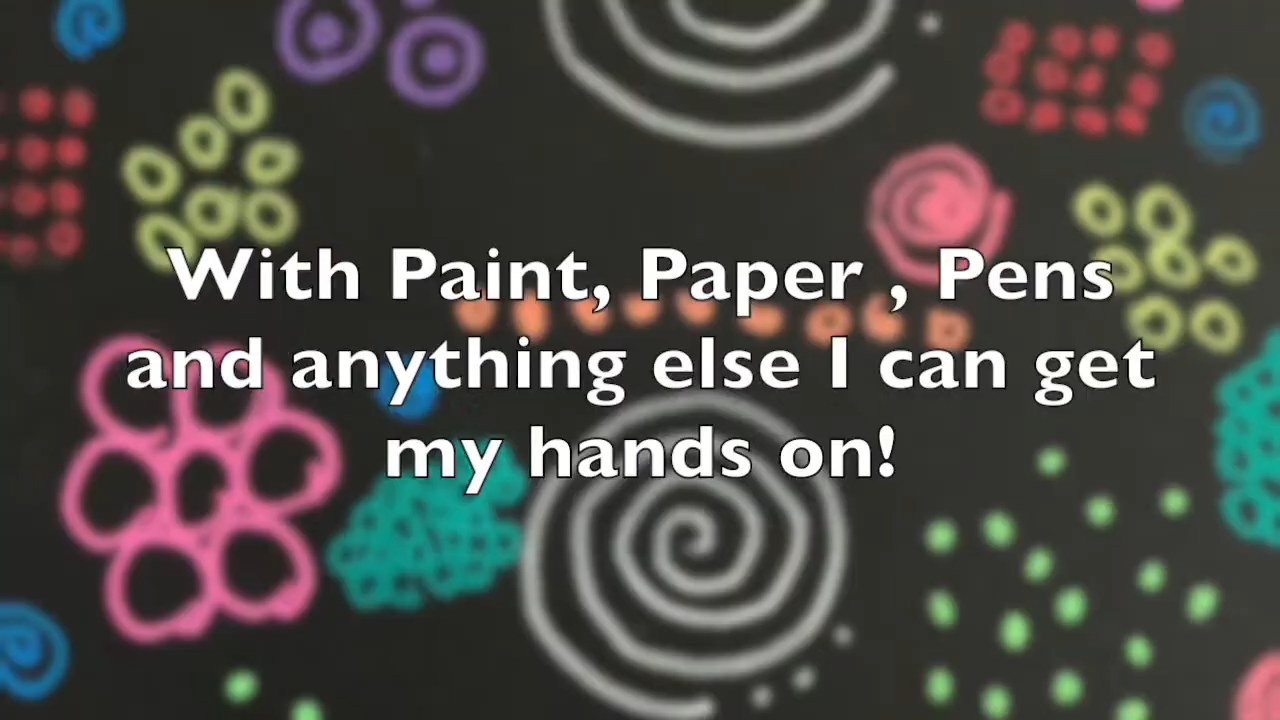 With Paint, Paper , Pens
and anything else I can get
my hands on!